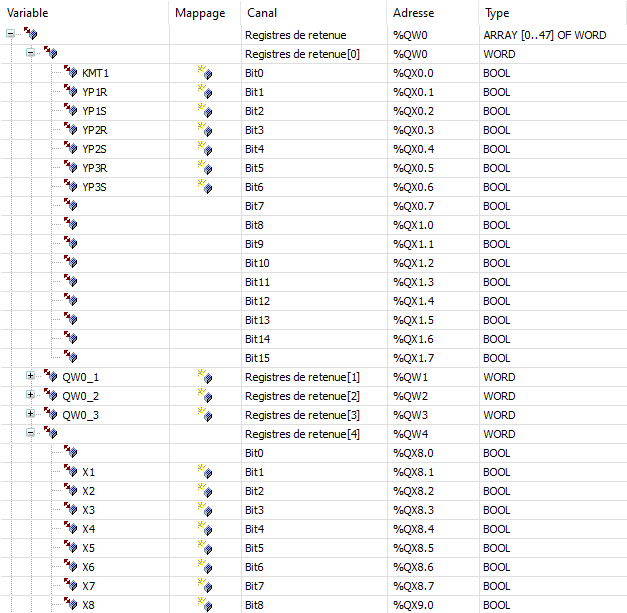 Variable Mappage Canal Adresse Type
Registres de retenue %QW0 ARRAY [0..47] OF WORD
Registres de retenue[0] %QW0 WORD
KMT1 Bit0 %QX0.0 BOOL
YP1R Bit1 %QX0.1 BOOL
YP1S Bit2 %QX0.2 BOOL
YP2R Bit3 %QX0.3 BOOL
YP2S Bit4 %QX0.4 BOOL
YP3R Bit5 %QX0.5 BOOL
YP3S Bit6 %QX0.6 BOOL
Bit7 %QX0.7 BOOL
Bit8 %QX1.0 BOOL
Bit9 %QX1.1 BOOL
Bit10 %QX1.2 BOOL
Bit11 %QX1.3 BOOL
Bit12 %QX1.4 BOOL
Bit13 %QX1.5 BOOL
Bit14 %QX1.6 BOOL
Bit15 %QX1.7 BOOL
QW0_1 Registres de retenue[1] %QW1 WORD
QW0_2 Registres de retenue[2] %QW2 WORD
QW0_3 Registres de retenue[3] %QW3 WORD
Registres de retenue[4] %QW4 WORD
Bit0 %QX8.0 BOOL
X1 Bit1 %QX8.1 BOOL
X2 Bit2 %QX8.2 BOOL
X3 Bit3 %QX8.3 BOOL
X4 Bit4 %QX8.4 BOOL
X5 Bit5 %QX8.5 BOOL
X6 Bit6 %QX8.6 BOOL
X7 Bit7 %QX8.7 BOOL
X8 Bit8 %QX9.0 BOOL